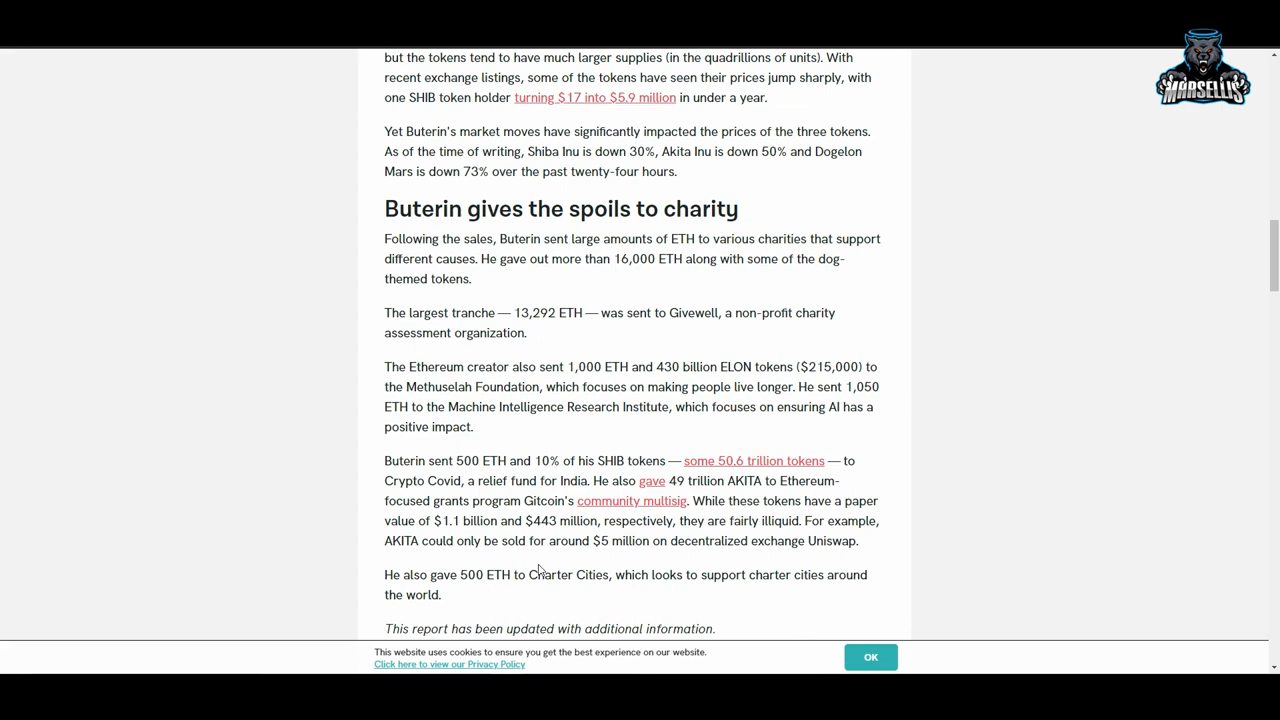 but the tokens tend to have much larger supplies (in the quadrillions of units). With
recent exchange listings, some of the tokens have seen their prices jump sharply, with
one SHIB token holder turning $17 into $5.9 million in under a year.
Yet Buterin's market moves have significantly impacted the prices of the three tokens.
As of the time of writing, Shiba Inu is down 30%, Akita Inu is down 50% and Dogelon
Mars is down 73% over the past twenty-four hours.
Buterin gives the spoils to charity
Following the sales, Buterin sent large amounts of ETH to various charities that support
different causes. He gave out more than 16,000 ETH along with some of the dog-
themed tokens.
The largest tranche — 13,292 ETH — was sent to Givewell, a non-profit charity
assessment organization.
The Ethereum creator also sent 1,000 ETH and 430 billion ELON tokens ($215,000) to
the Methuselah Foundation, which focuses on making people live longer. He sent 1,050
ETH to the Machine Intelligence Research Institute, which focuses on ensuring AI has a
positive impact.
Buterin sent 500 ETH and 10% of his SHIB tokens — some 50.6 trillion tokens — to
Crypto Covid, a relief fund for India. He also gave 49 trillion AKITA to Ethereum-
focused grants program Gitcoin's community multisig. While these tokens have a paper
value of $1.1 billion and $443 million, respectively, they are fairly illiquid. For example,
AKITA could only be sold for around $5 million on decentralized exchange Uniswap.
He also gave 500 ETH to Charter Cities, which looks to support charter cities around
the world.
This report has been updated with additional information.
This website uses cookies to ensure you get the best experience on our website.
Click here to view our Privacy Policy
OK
MARSELLIS